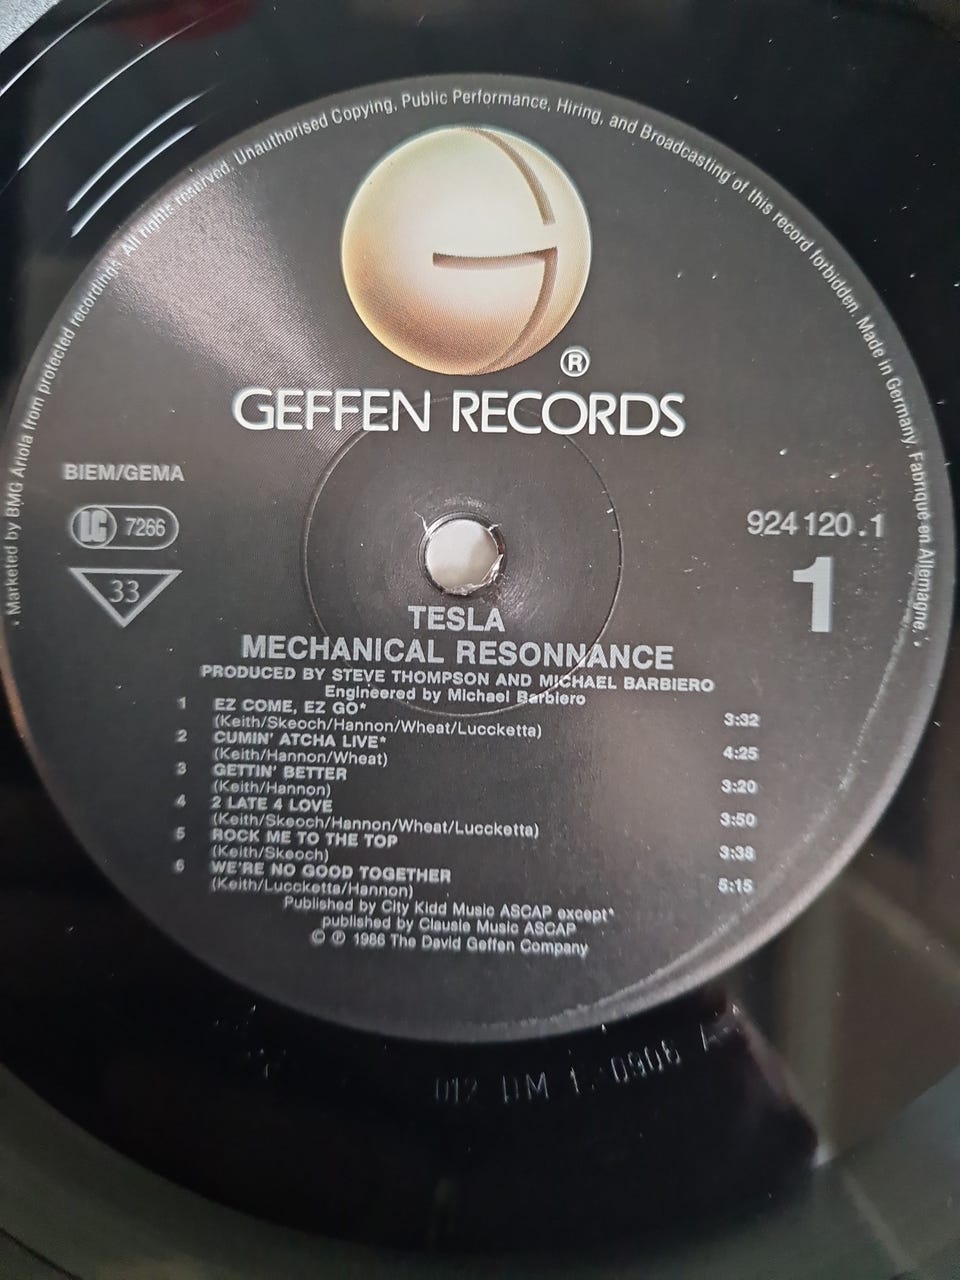 · Marketed by BMG Ariola from protected recordings. All rights reserved. Unauthorised Copying, Public Performance, Hiring, and Broadcasting of this record forbidden. Made in Germany. Fabriqué en Allemagne. ·
®
GEFFEN RECORDS
BIEM/GEMA
LC 7266
33
924 120.1
1
TESLA
MECHANICAL RESONNANCE
PRODUCED BY STEVE THOMPSON AND MICHAEL BARBIERO
Engineered by Michael Barbiero
1 EZ COME, EZ GO*
(Keith/Skeoch/Hannon/Wheat/Luccketta) 3:32
2 CUMIN' ATCHA LIVE*
(Keith/Hannon/Wheat) 4:25
3 GETTIN' BETTER
(Keith/Hannon) 3:20
4 2 LATE 4 LOVE
(Keith/Skeoch/Hannon/Wheat/Luccketta) 3:50
5 ROCK ME TO THE TOP
(Keith/Skeoch) 3:38
6 WE'RE NO GOOD TOGETHER
(Keith/Luccketta/Hannon) 5:15
Published by City Kidd Music ASCAP except*
published by Clausie Music ASCAP
© ℗ 1986 The David Geffen Company
DM 1. 0906